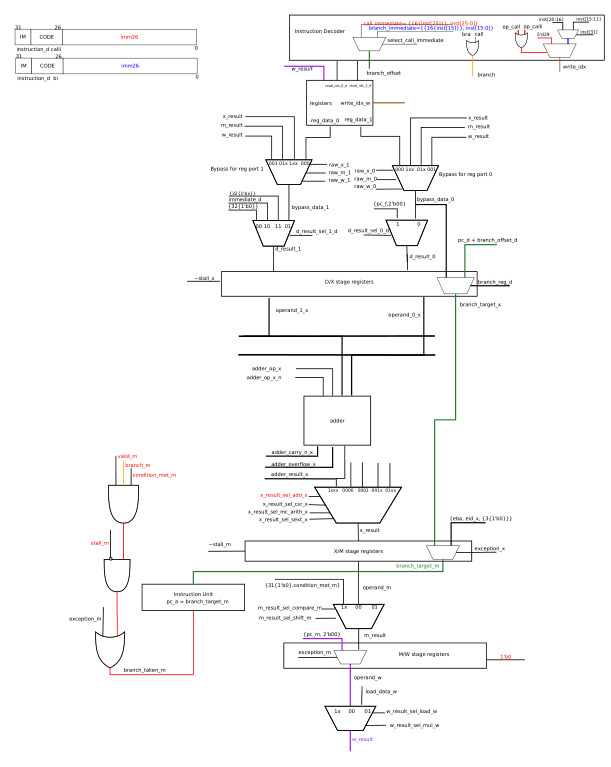 31 26
IM CODE imm26
instruction_d calli 0
31 26
IM CODE imm26
instruction_d bi 0
Instruction Decoder
call_immediate={{6{inst[25]}}, inst[25:0]}
branch_immediate={{16{inst[15]}}, inst[15:0]}
select_call_immediate
bra call
op_call op_calli
inst[20:16]
inst[15:11]
5'd29
inst[31]
w_result
branch_offset
branch
write_idx
registers
write_idx_w
reg_data_0
reg_data_1
x_result
m_result
w_result
x_result
m_result
w_result
001 01x 1xx 000
000 1xx 01x 001
Bypass for reg port 1
raw_x_1
raw_m_1
raw_w_1
raw_x_0
raw_m_0
raw_w_0
Bypass for reg port 0
{32{1'bx}}
immediate d
{32{1'b0}}
bypass_data_1
{pc_f,2'b00}
bypass_data_0
00 10 11 01
d_result_sel_1_d
d_result_sel_0_d
1 0
d_result_1
d_result_0
pc_d + branch_offset_d
~stall_x
D/X stage registers
branch_reg_d
operand_1_x
operand_0_x
branch_target_x
adder_op_x
adder_op_x_n
adder
adder_carry_n_x
adder_overflow_x
adder_result_x
1xxx 0000 0001 001x 01xx
x_result_sel_add_x
x_result_sel_csr_x
x_result_sel_mc_arith_x
x_result_sel_sext_x
x_result
valid_m
branch_m
condition_met_m
{eba, eid_x, {3{1'b0}}}
stall_m
~stall_m
X/M stage registers
exception_x
branch_target_m
Instruction Unit
pc_a = branch_target_m
{31{1'b0},condition_met_m}
operand_m
exception_m
m_result_sel_compare_m
m_result_sel_shift_m
1x 00 01
m_result
{pc_m, 2'b00}
exception_m
M/W stage registers
1'b0
branch_taken_m
operand_w
load_data_w
1x 00 01
w_result_sel_load_w
w_result_sel_mul_w
w_result